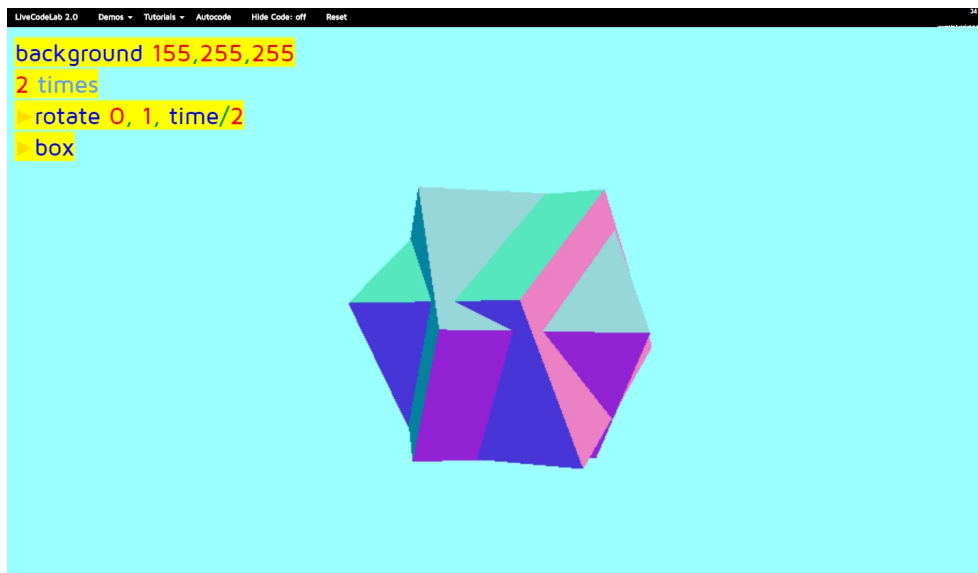 LiveCodeLab 2.0 Demos Tutorials Autocode Hide Code: off Reset
34
background 155,255,255
2 times
rotate 0, 1, time/2
box